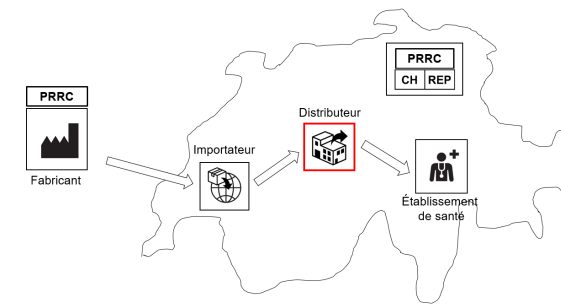 PRRC
CH REP
PRRC
Fabricant
Importateur
Distributeur
Établissement
de santé